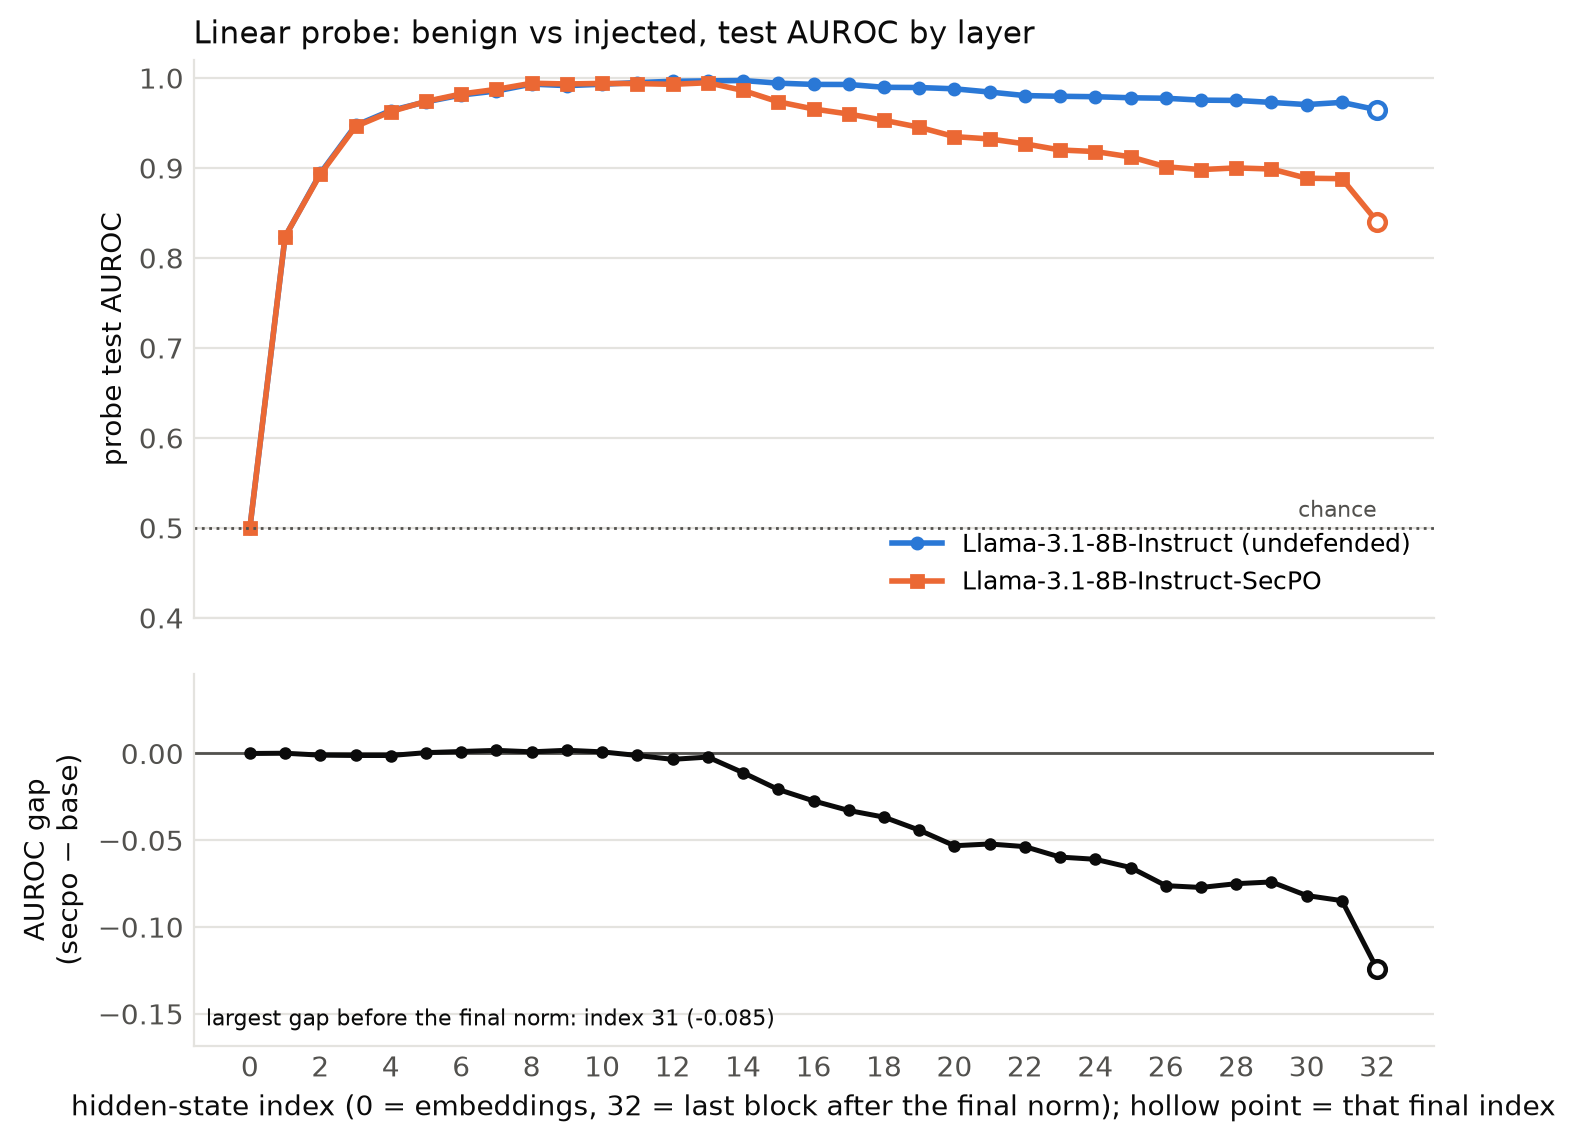 Linear probe: benign vs injected, test AUROC by layer
probe test AUROC
1.0
0.9
0.8
0.7
0.6
0.5
0.4
chance
Llama-3.1-8B-Instruct (undefended)
Llama-3.1-8B-Instruct-SecPO
AUROC gap
(secpo − base)
0.00
−0.05
−0.10
−0.15
largest gap before the final norm: index 31 (-0.085)
0 2 4 6 8 10 12 14 16 18 20 22 24 26 28 30 32
hidden-state index (0 = embeddings, 32 = last block after the final norm); hollow point = that final index